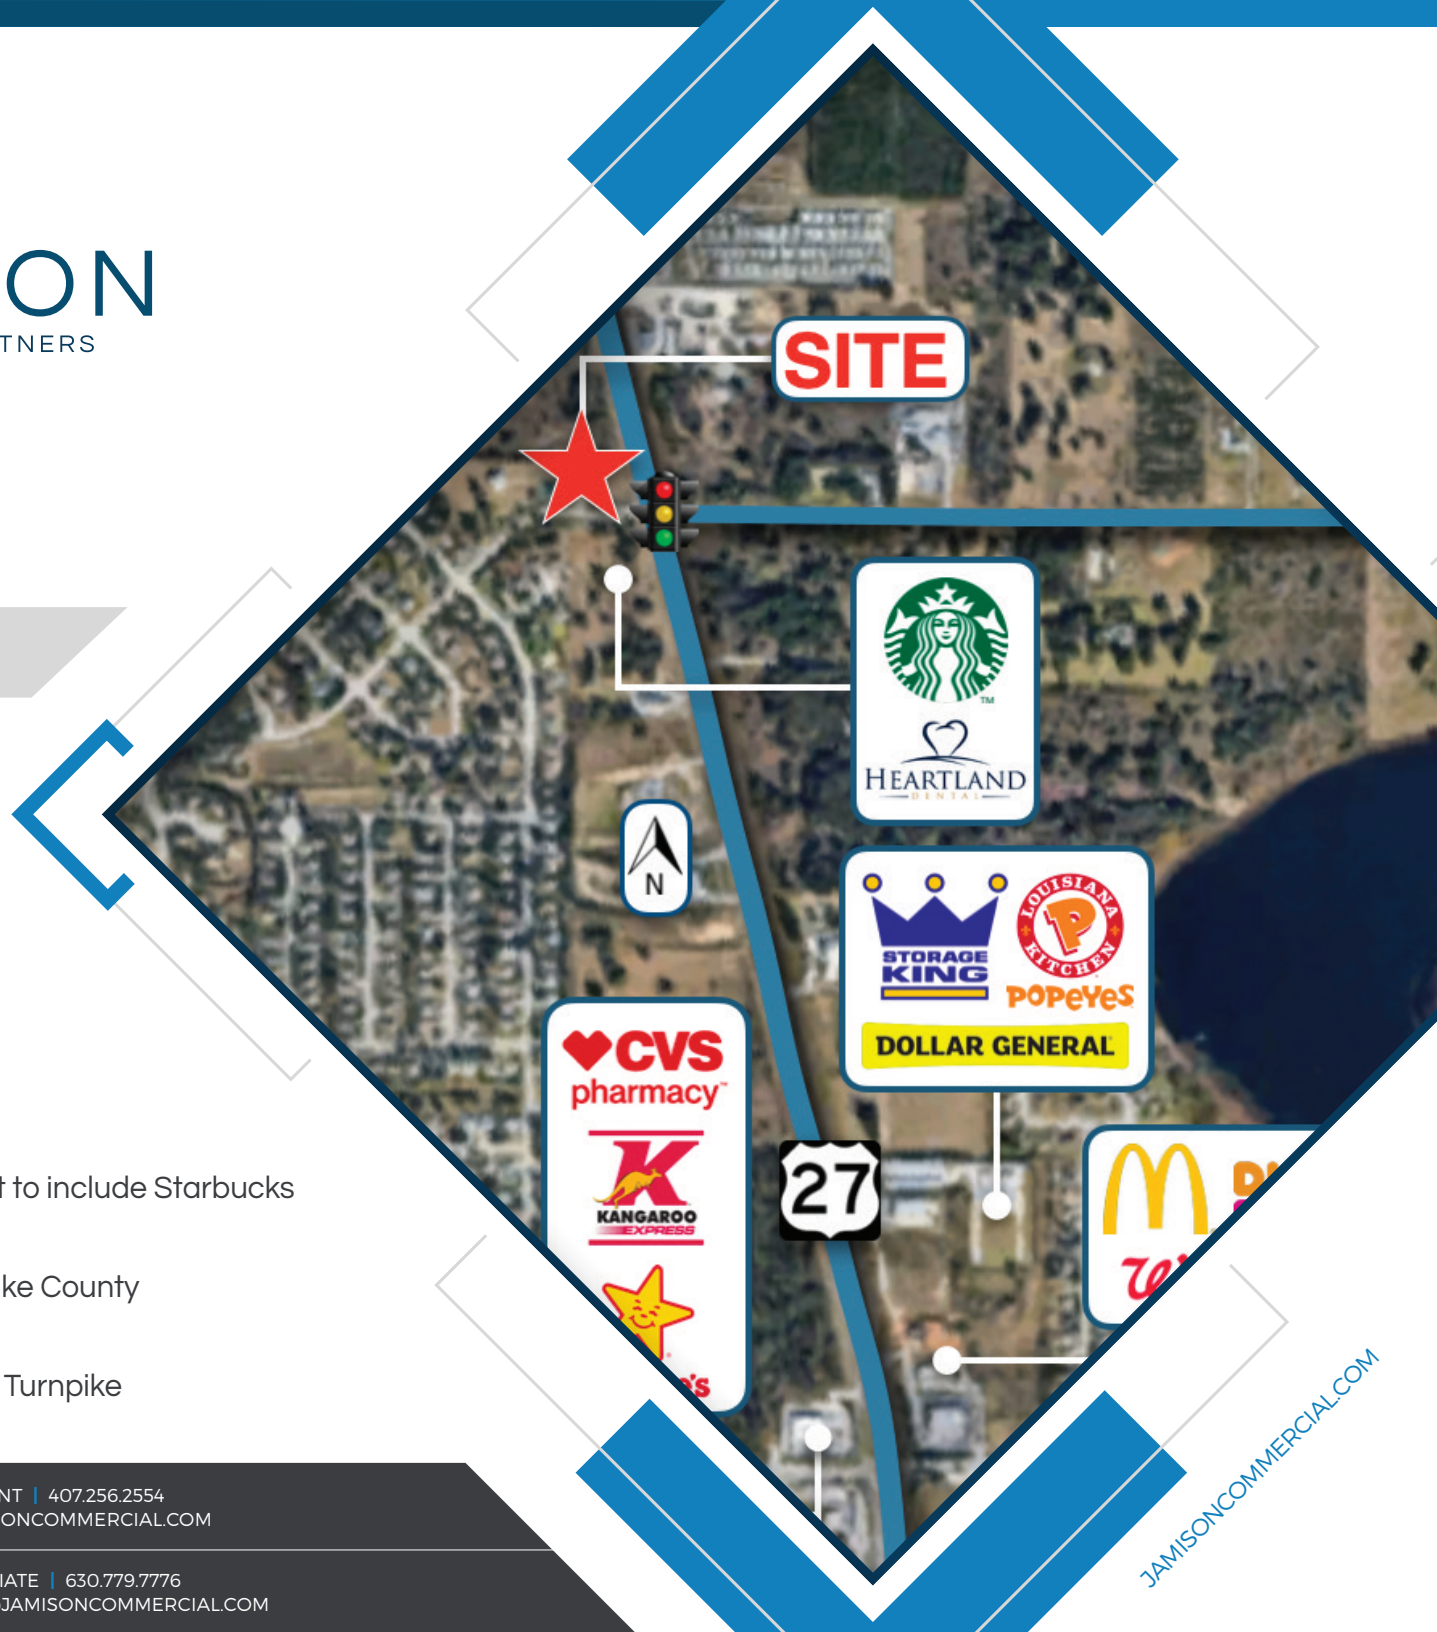 ON
TNERS
SITE
™
HEARTLAND
DENTAL
N
STORAGE
KING
LOUISIANA
KITCHEN
POPEYES
DOLLAR GENERAL
CVS
pharmacy™
K
KANGAROO
EXPRESS
27
's
t to include Starbucks
ke County
Turnpike
NT | 407.256.2554
ONCOMMERCIAL.COM
IATE | 630.779.7776
JAMISONCOMMERCIAL.COM
JAMISONCOMMERCIAL.COM